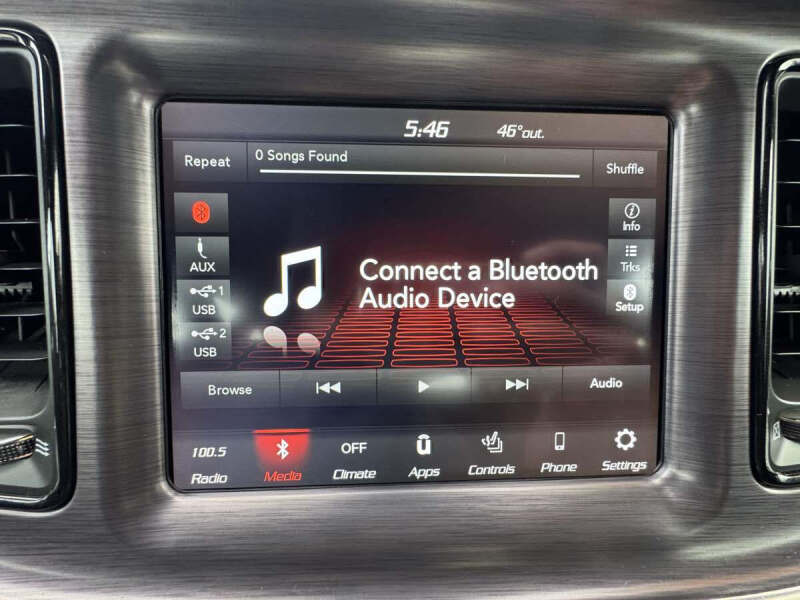 5:46 46°out.
Repeat 0 Songs Found Shuffle
Info
AUX
Connect a Bluetooth
Audio Device
Trks
1
USB
Setup
2
USB
Browse Audio
100.5 OFF
Radio Media Climate Apps Controls Phone Settings